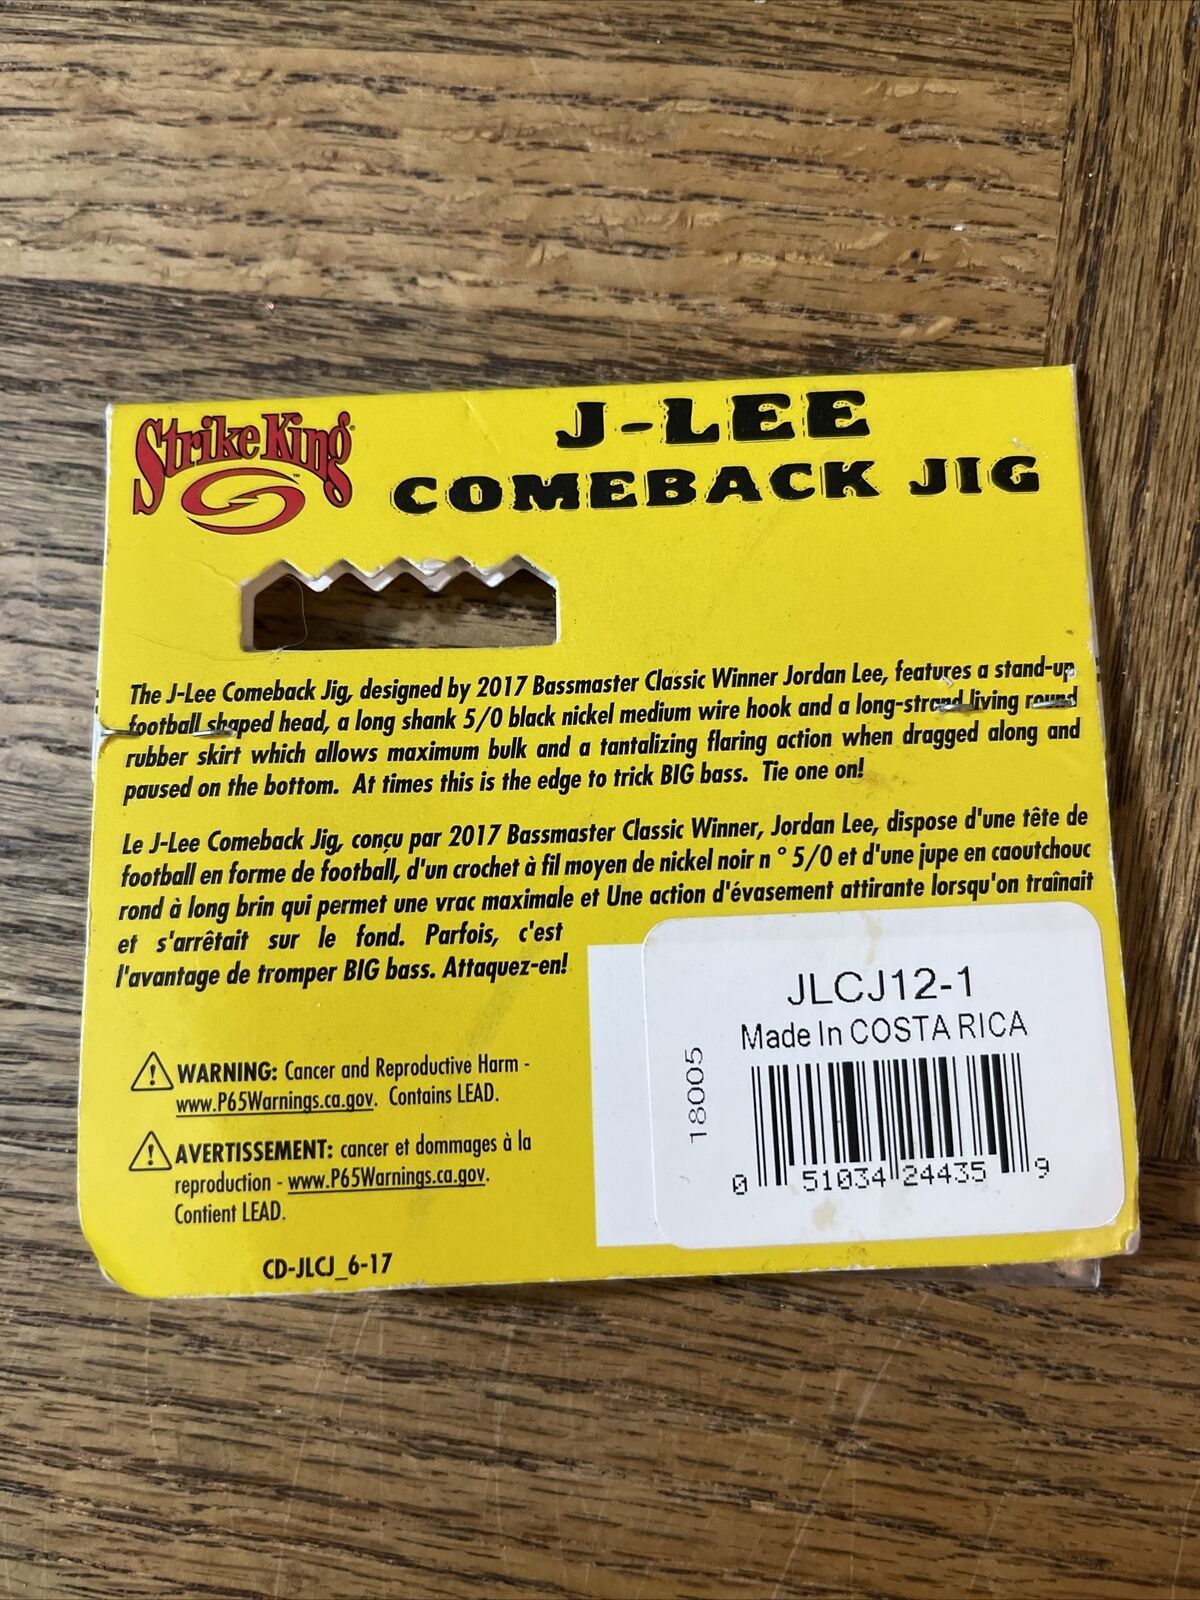 Strike King
J-LEE
COMEBACK JIG
The J-Lee Comeback Jig, designed by 2017 Bassmaster Classic Winner Jordan Lee, features a stand-up
football shaped head, a long shank 5/0 black nickel medium wire hook and a long-strand living round
rubber skirt which allows maximum bulk and a tantalizing flaring action when dragged along and
paused on the bottom. At times this is the edge to trick BIG bass. Tie one on!
Le J-Lee Comeback Jig, conçu par 2017 Bassmaster Classic Winner, Jordan Lee, dispose d'une tête de
football en forme de football, d'un crochet à fil moyen de nickel noir n ° 5/0 et d'une jupe en caoutchouc
rond à long brin qui permet une vrac maximale et Une action d'évasement attirante lorsqu'on traînait
et s'arrêtait sur le fond. Parfois, c'est
l'avantage de tromper BIG bass. Attaquez-en!
WARNING: Cancer and Reproductive Harm -
www.P65Warnings.ca.gov. Contains LEAD.
AVERTISSEMENT: cancer et dommages à la
reproduction - www.P65Warnings.ca.gov.
Contient LEAD.
CD-JLCJ_6-17
JLCJ12-1
Made In COSTA RICA
18005
0 51034 24435 9